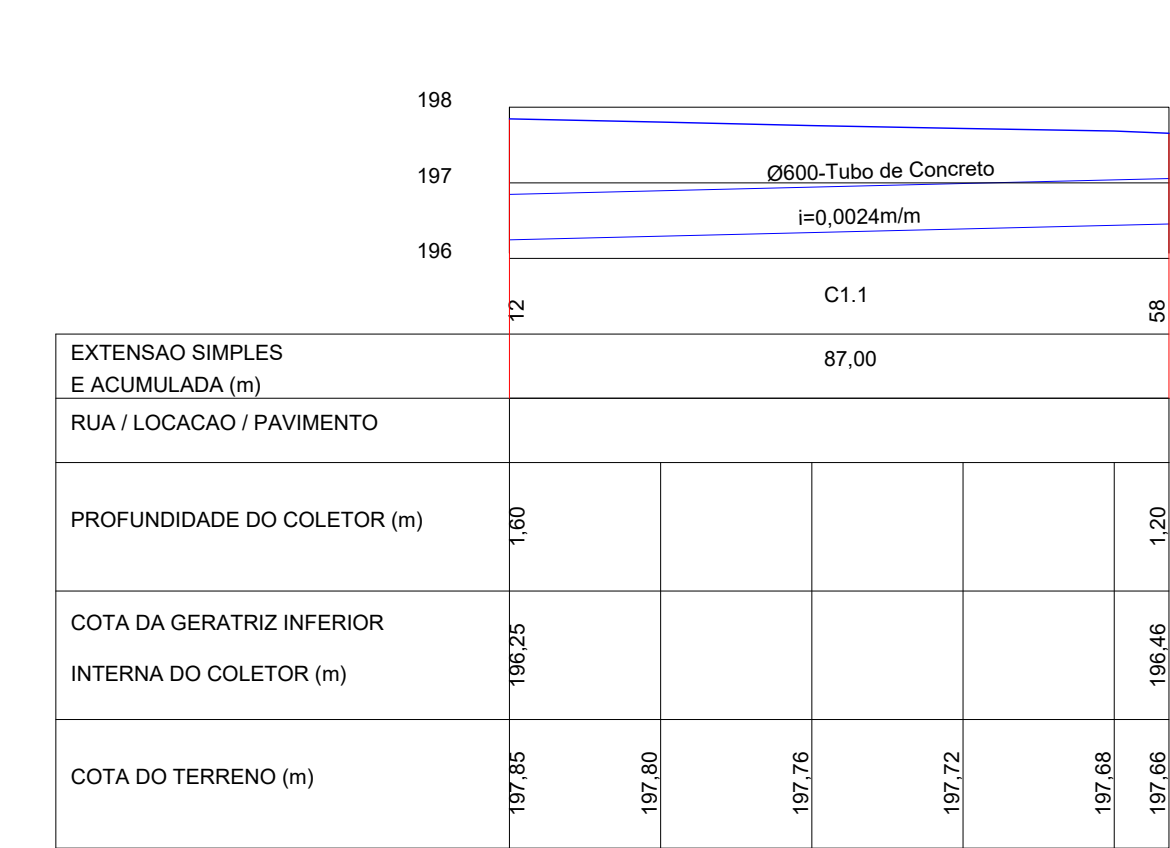 198
197
196
Ø600-Tubo de Concreto
i=0,0024m/m
12
C1.1
58
EXTENSAO SIMPLES
E ACUMULADA (m)
87,00
RUA / LOCACAO / PAVIMENTO
PROFUNDIDADE DO COLETOR (m)
1,60
1,20
COTA DA GERATRIZ INFERIOR
INTERNA DO COLETOR (m)
196,25
196,46
COTA DO TERRENO (m)
197,85
197,80
197,76
197,72
197,68
197,66